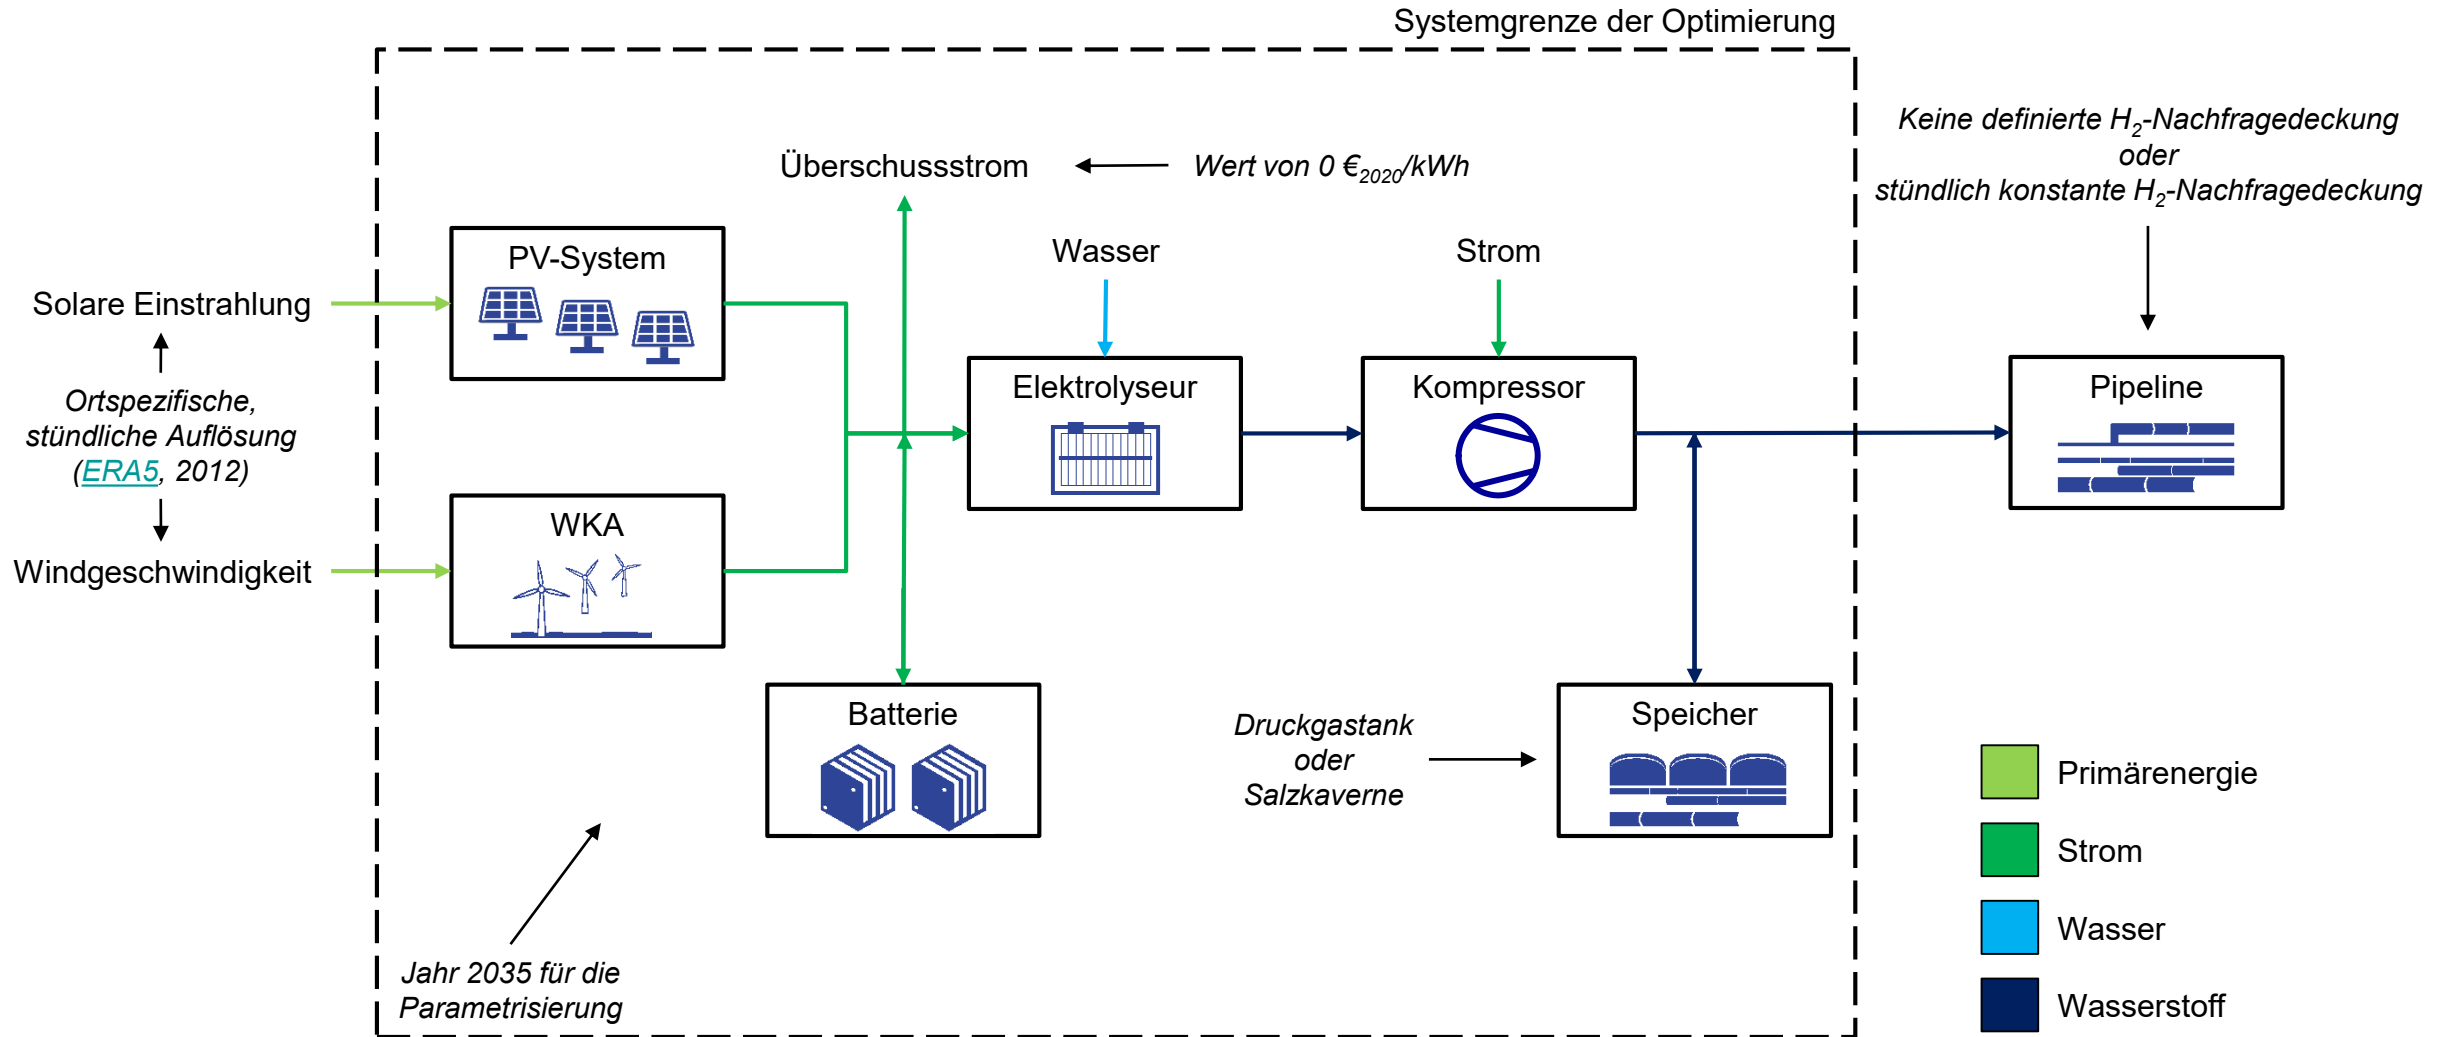 Systemgrenze der Optimierung
Keine definierte H₂-Nachfragedeckung
oder
stündlich konstante H₂-Nachfragedeckung
Überschussstrom
Wert von 0 €₂₀₂₀/kWh
PV-System
Wasser
Strom
Solare Einstrahlung
Elektrolyseur
Kompressor
Pipeline
Ortspezifische,
stündliche Auflösung
(ERA5, 2012)
WKA
Windgeschwindigkeit
Batterie
Druckgastank
oder
Salzkaverne
Speicher
Jahr 2035 für die
Parametrisierung
Primärenergie
Strom
Wasser
Wasserstoff